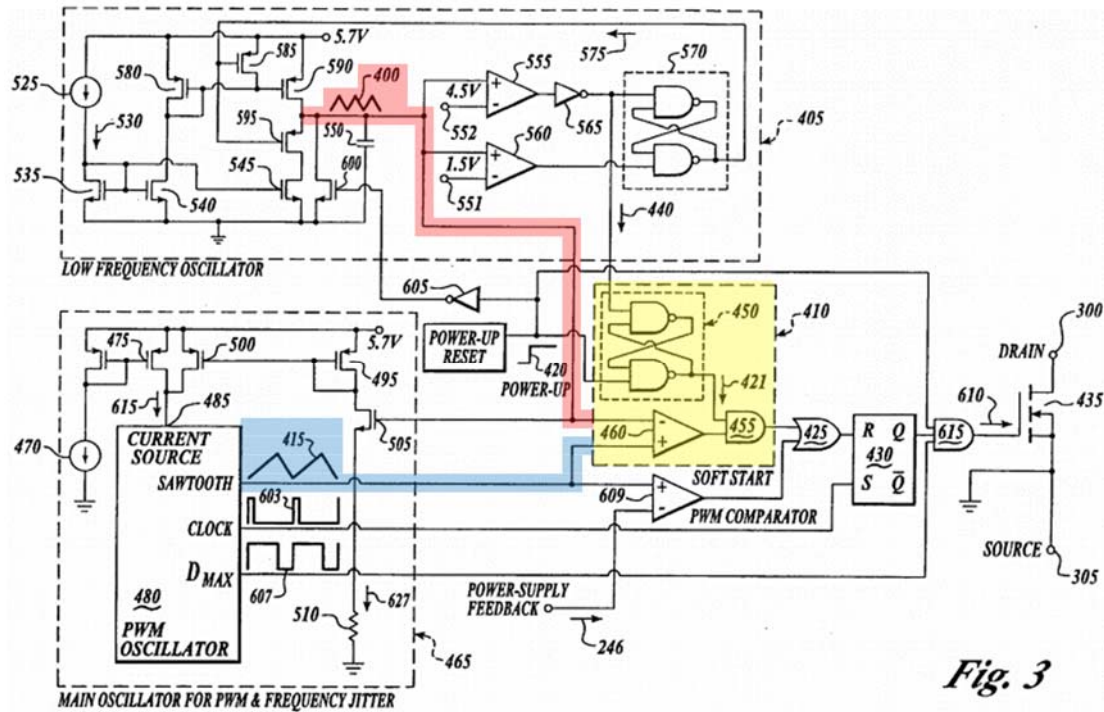 575
570
5.7V
585
580
590
400
525
555
4.5V
405
530
595
550
552
565
560
1.5V
535
545
600
551
540
440
LOW FREQUENCY OSCILLATOR
605
450
410
300
POWER-UP
RESET
420
POWER-UP
DRAIN
475
500
5.7V
495
421
610
435
615
485
505
460
455
425
R Q
430
S Q̅
615
470
CURRENT
SOURCE
415
SOFT START
SAWTOOTH
603
609
PWM COMPARATOR
CLOCK
SOURCE
D MAX
305
607
627
POWER-SUPPLY
FEEDBACK
480
PWM
OSCILLATOR
510
246
465
Fig. 3
MAIN OSCILLATOR FOR PWM & FREQUENCY JITTER